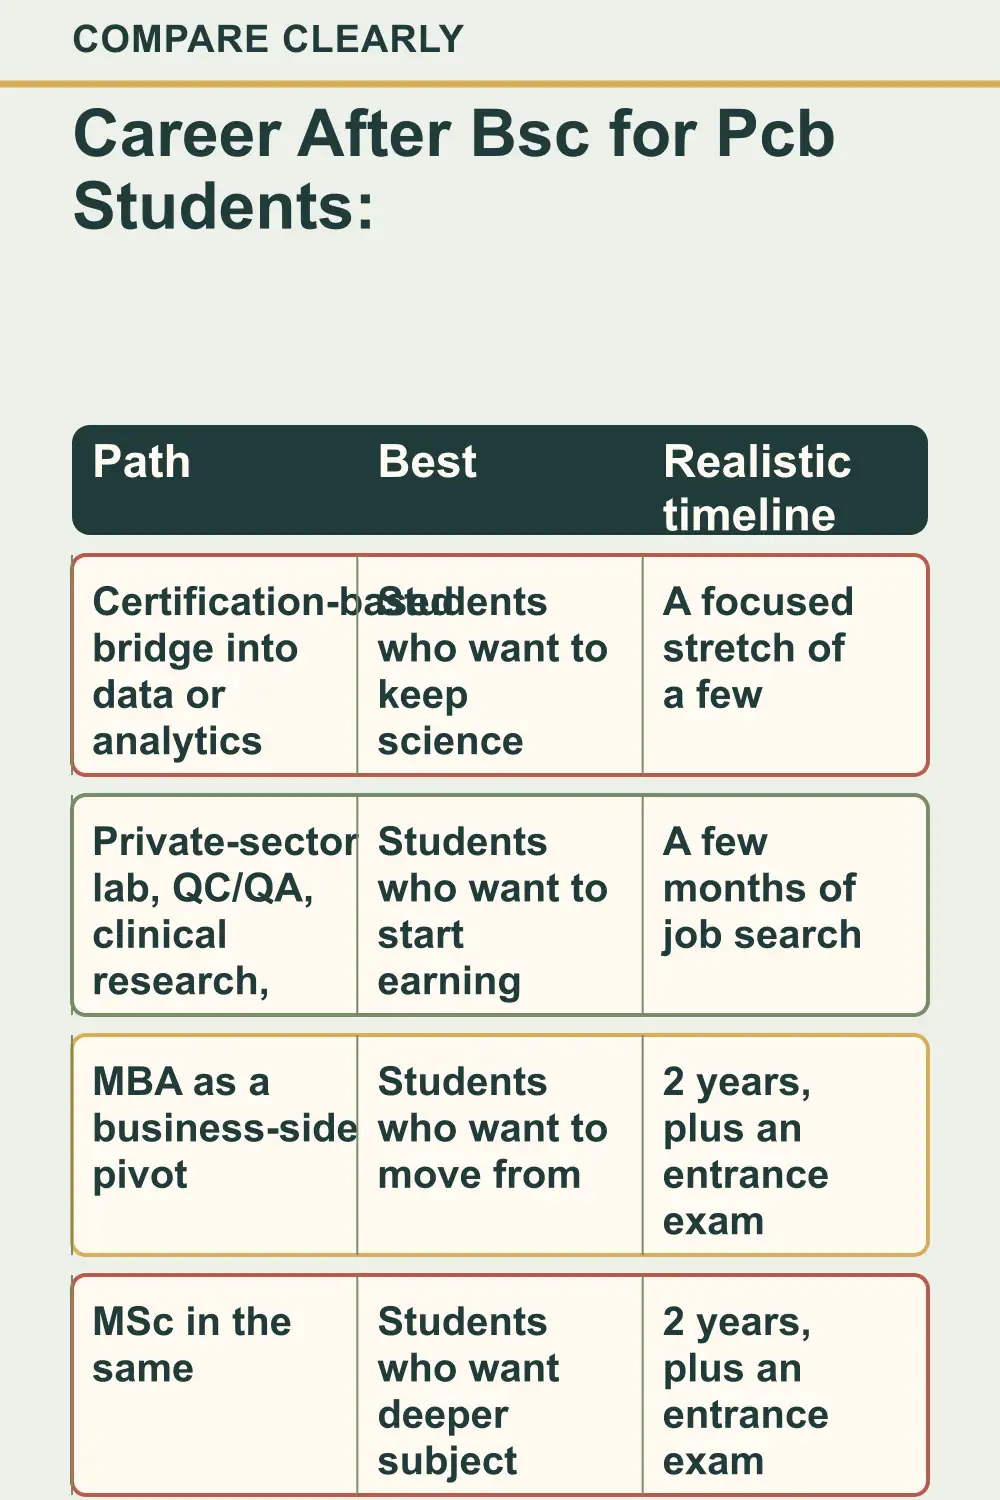 COMPARE CLEARLY
Career After Bsc for Pcb
Students:
Path
Best
Realistic
timeline
Certification-based
bridge into
data or
analytics
Students
who want to
keep
science
A focused
stretch of
a few
Private-sector
lab, QC/QA,
clinical
research,
Students
who want to
start
earning
A few
months of
job search
MBA as a
business-side
pivot
Students
who want to
move from
2 years,
plus an
entrance
exam
MSc in the
same
Students
who want
deeper
subject
2 years,
plus an
entrance
exam